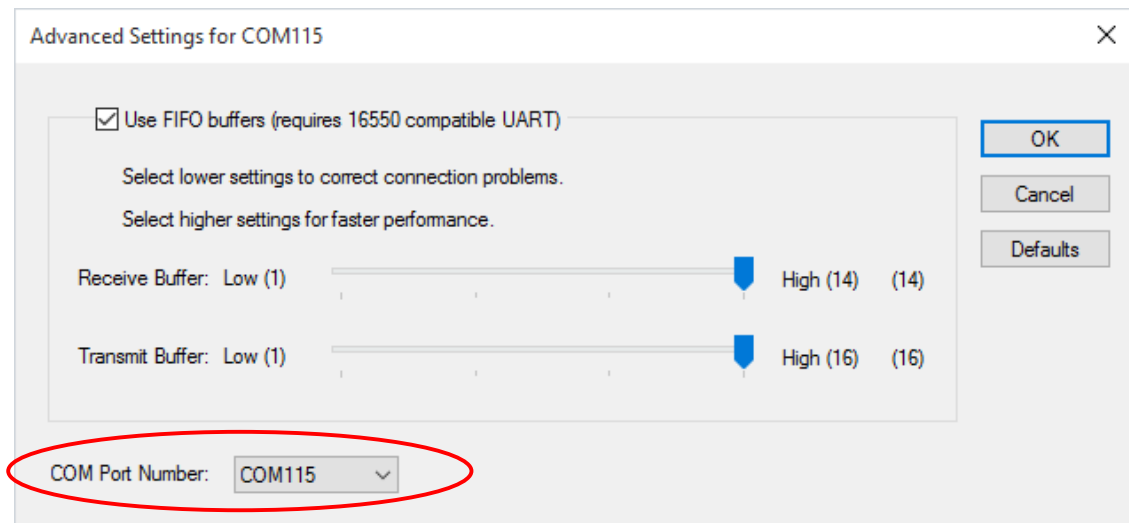 Advanced Settings for COM115
Use FIFO buffers (requires 16550 compatible UART)
OK
Select lower settings to correct connection problems.
Cancel
Select higher settings for faster performance.
Defaults
Receive Buffer: Low (1) High (14) (14)
Transmit Buffer: Low (1) High (16) (16)
COM Port Number: COM115